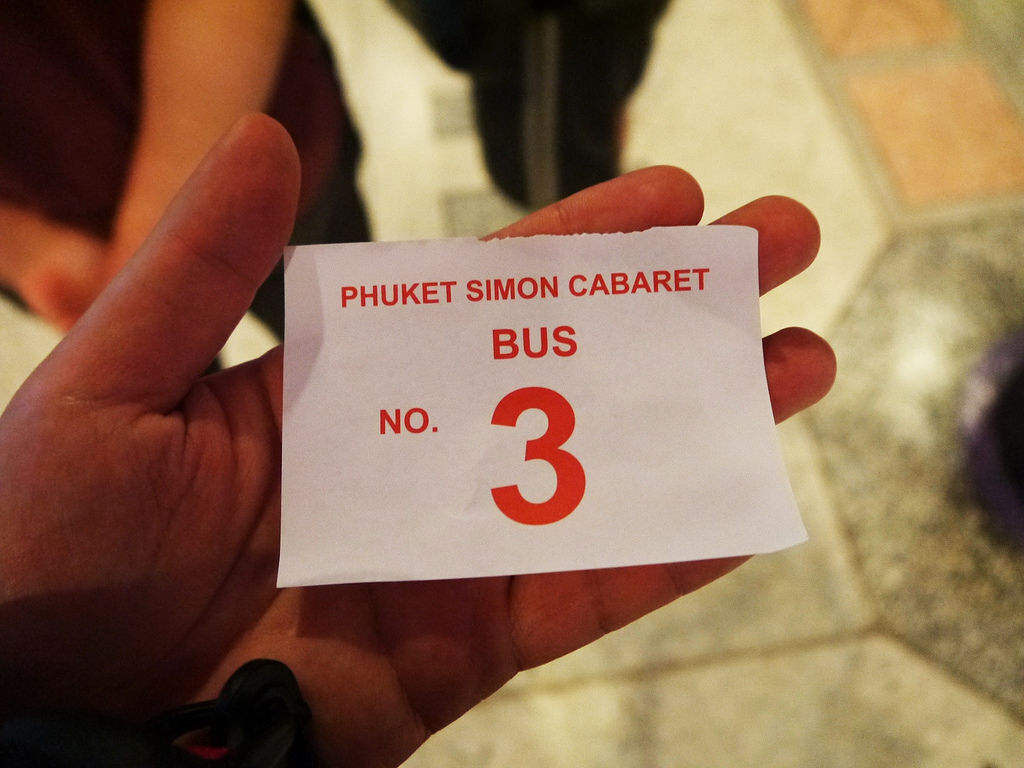 PHUKET SIMON CABARET
BUS
NO. 3